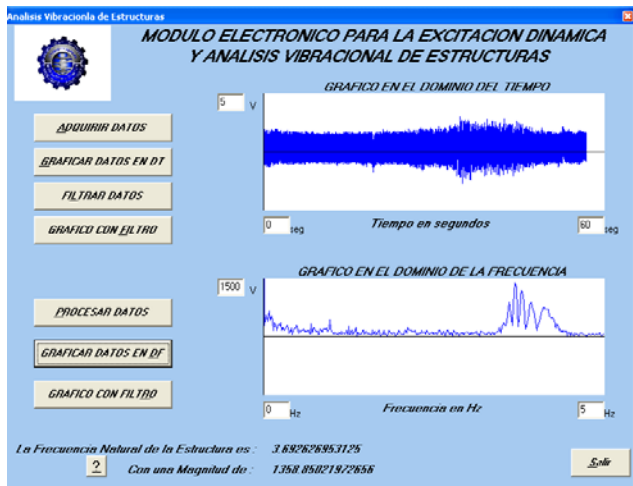 Analisis Vibracionla de Estructuras
MODULO ELECTRONICO PARA LA EXCITACION DINAMICA
Y ANALISIS VIBRACIONAL DE ESTRUCTURAS
GRAFICO EN EL DOMINIO DEL TIEMPO
5 V
ADQUIRIR DATOS
GRAFICAR DATOS EN DT
FILTRAR DATOS
GRAFICO CON FILTRO
0 seg Tiempo en segundos 60 seg
GRAFICO EN EL DOMINIO DE LA FRECUENCIA
1500 V
PROCESAR DATOS
GRAFICAR DATOS EN DF
GRAFICO CON FILTRO
0 Hz Frecuencia en Hz 5 Hz
La Frecuencia Natural de la Estructura es : 3.692626953125
? Con una Magnitud de : 1358.85021972656
Salir